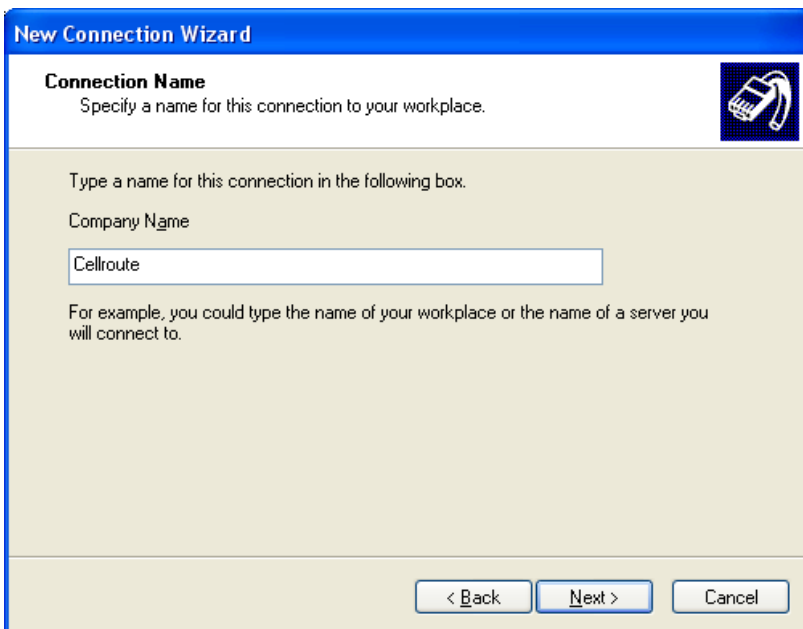 New Connection Wizard
Connection Name
Specify a name for this connection to your workplace.
Type a name for this connection in the following box.
Company Name
Cellroute
For example, you could type the name of your workplace or the name of a server you
will connect to.
< Back
Next >
Cancel